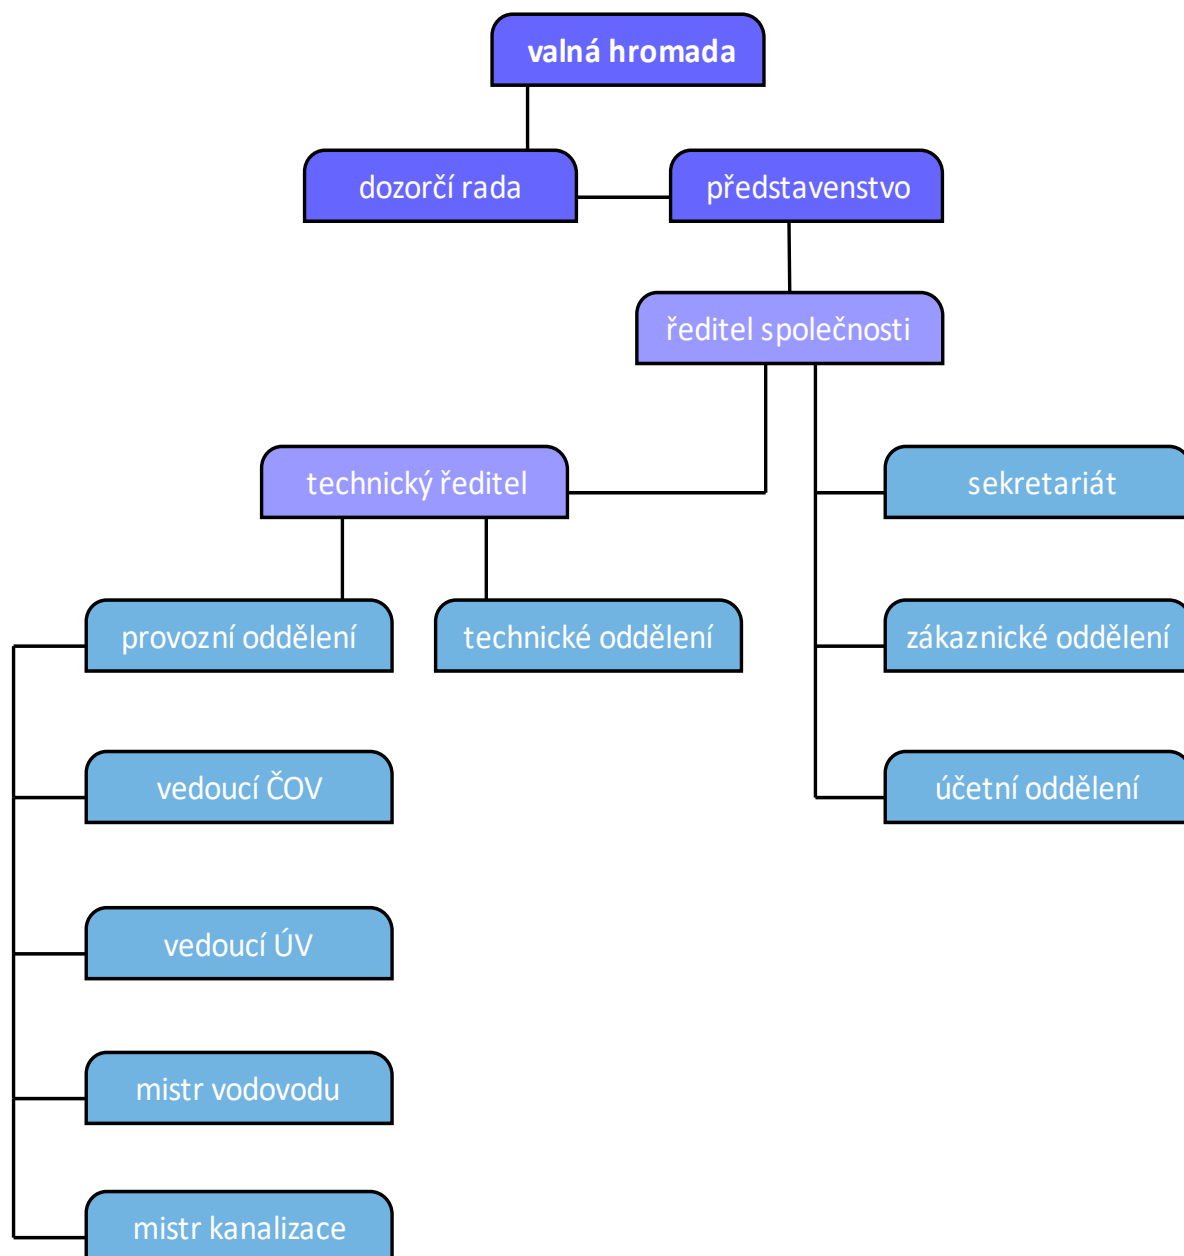 valná hromada
dozorčí rada
představenstvo
ředitel společnosti
technický ředitel
sekretariát
provozní oddělení
technické oddělení
zákaznické oddělení
vedoucí ČOV
účetní oddělení
vedoucí ÚV
mistr vodovodu
mistr kanalizace